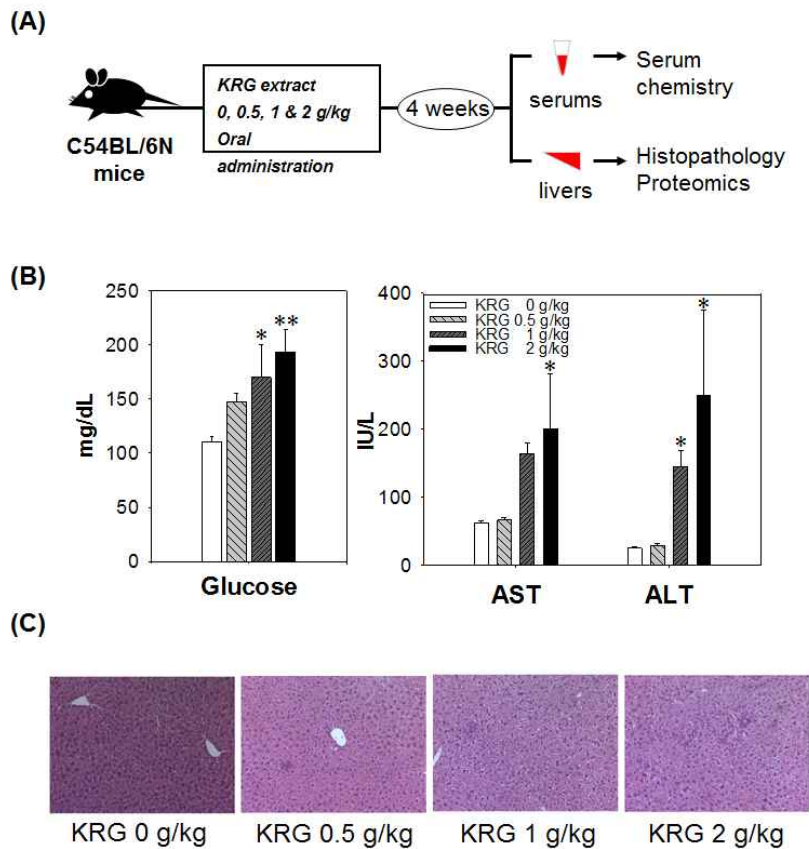 (A)
C54BL/6N
mice
KRG extract
0, 0.5, 1 & 2 g/kg
Oral
administration
4 weeks
serums
Serum
chemistry
livers
Histopathology
Proteomics
(B)
250
200
150
100
50
0
mg/dL
*
**
Glucose
400
300
200
100
0
IU/L
KRG 0 g/kg
KRG 0.5 g/kg
KRG 1 g/kg
KRG 2 g/kg
*
*
*
AST
ALT
(C)
KRG 0 g/kg
KRG 0.5 g/kg
KRG 1 g/kg
KRG 2 g/kg